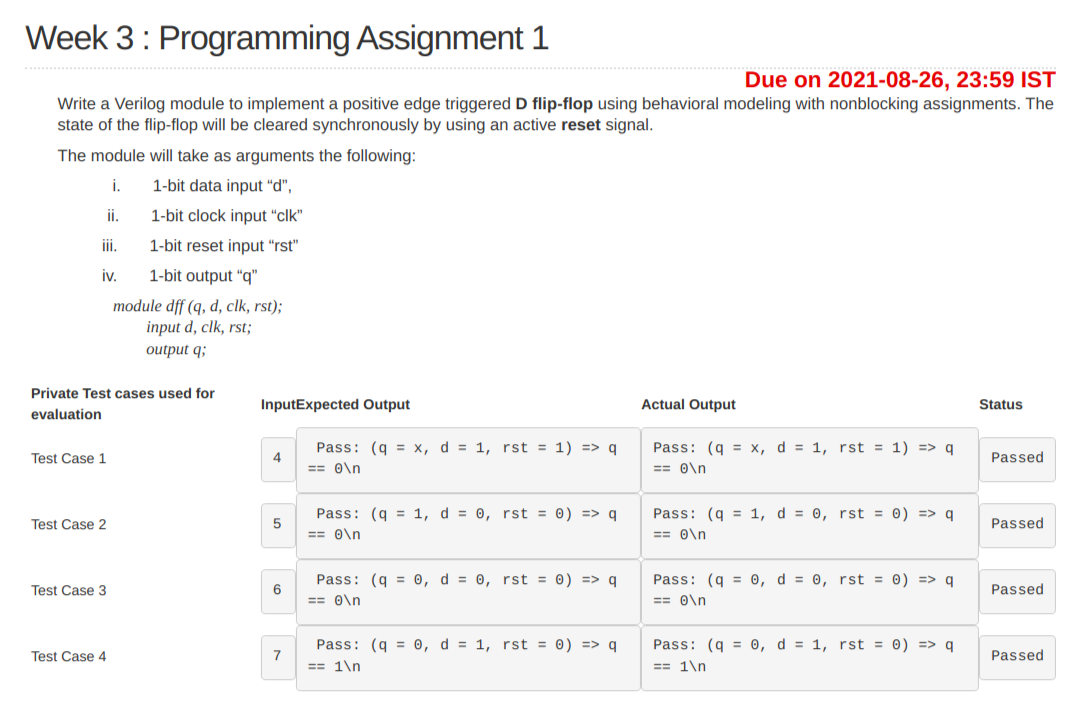 Week 3 : Programming Assignment 1
Due on 2021-08-26, 23:59 IST
Write a Verilog module to implement a positive edge triggered D flip-flop using behavioral modeling with nonblocking assignments. The
state of the flip-flop will be cleared synchronously by using an active reset signal.
The module will take as arguments the following:
i. 1-bit data input “d”,
ii. 1-bit clock input “clk”
iii. 1-bit reset input “rst”
iv. 1-bit output “q”
module dff (q, d, clk, rst);
input d, clk, rst;
output q;
Private Test cases used for
evaluation
Input Expected Output Actual Output Status
Test Case 1
4
Pass: (q = x, d = 1, rst = 1) => q
== 0\n
Pass: (q = x, d = 1, rst = 1) => q
== 0\n
Passed
Test Case 2
5
Pass: (q = 1, d = 0, rst = 0) => q
== 0\n
Pass: (q = 1, d = 0, rst = 0) => q
== 0\n
Passed
Test Case 3
6
Pass: (q = 0, d = 0, rst = 0) => q
== 0\n
Pass: (q = 0, d = 0, rst = 0) => q
== 0\n
Passed
Test Case 4
7
Pass: (q = 0, d = 1, rst = 0) => q
== 1\n
Pass: (q = 0, d = 1, rst = 0) => q
== 1\n
Passed